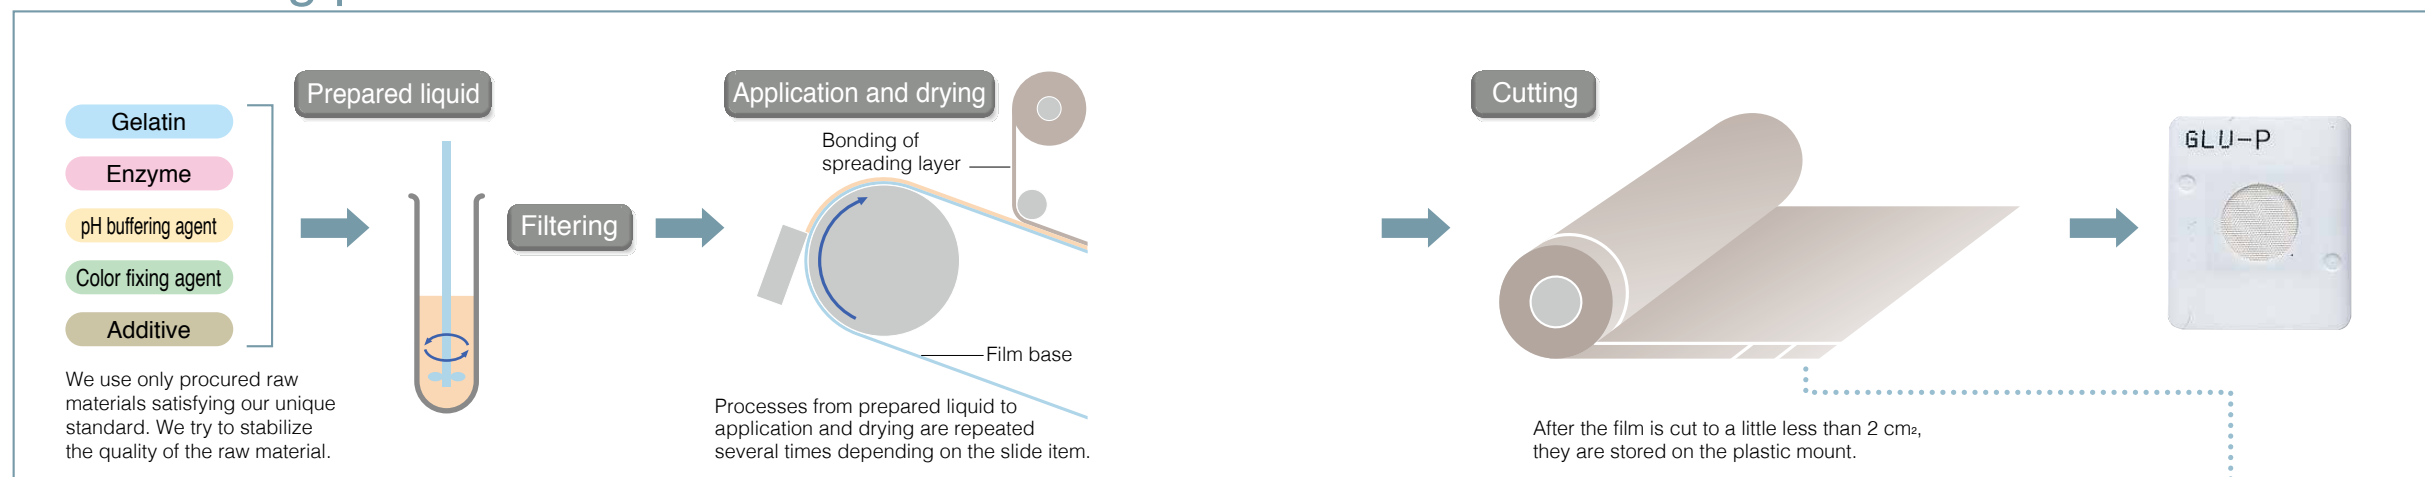 Prepared liquid
Gelatin
Enzyme
pH buffering agent
Color fixing agent
Additive
We use only procured raw
materials satisfying our unique
standard. We try to stabilize
the quality of the raw material.
Filtering
Application and drying
Bonding of
spreading layer
Film base
Processes from prepared liquid to
application and drying are repeated
several times depending on the slide item.
Cutting
After the film is cut to a little less than 2 cm²,
they are stored on the plastic mount.
GLU-P